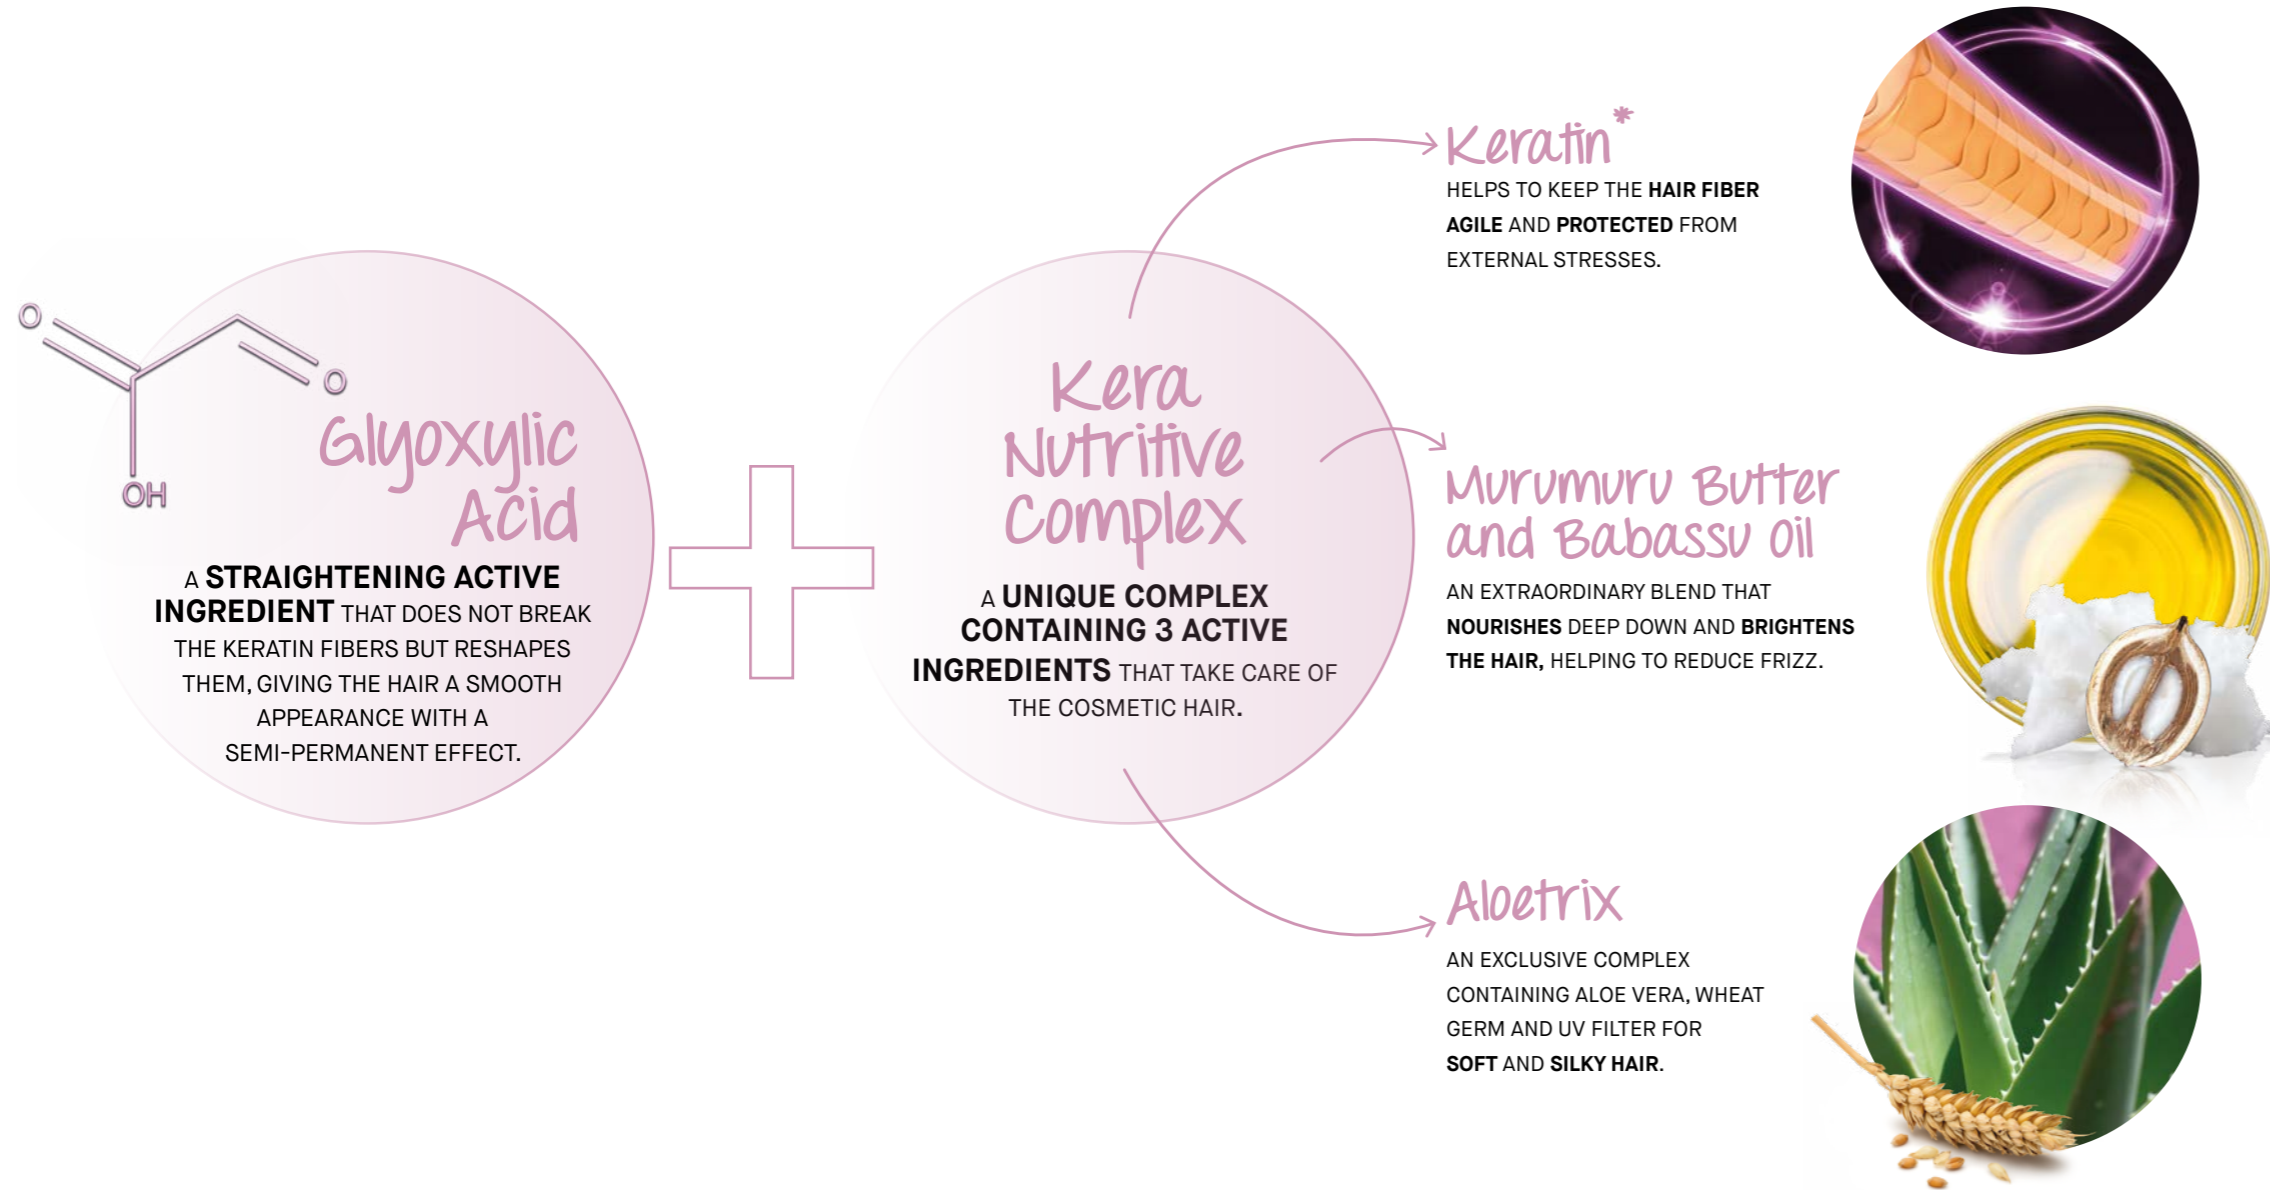 O
O
OH
Glyoxylic
Acid
A STRAIGHTENING ACTIVE
INGREDIENT THAT DOES NOT BREAK
THE KERATIN FIBERS BUT RESHAPES
THEM, GIVING THE HAIR A SMOOTH
APPEARANCE WITH A
SEMI-PERMANENT EFFECT.
Kera
Nutritive
Complex
A UNIQUE COMPLEX
CONTAINING 3 ACTIVE
INGREDIENTS THAT TAKE CARE OF
THE COSMETIC HAIR.
Keratin*
HELPS TO KEEP THE HAIR FIBER
AGILE AND PROTECTED FROM
EXTERNAL STRESSES.
Murumuru Butter
and Babassu Oil
AN EXTRAORDINARY BLEND THAT
NOURISHES DEEP DOWN AND BRIGHTENS
THE HAIR, HELPING TO REDUCE FRIZZ.
Aloetrix
AN EXCLUSIVE COMPLEX
CONTAINING ALOE VERA, WHEAT
GERM AND UV FILTER FOR
SOFT AND SILKY HAIR.